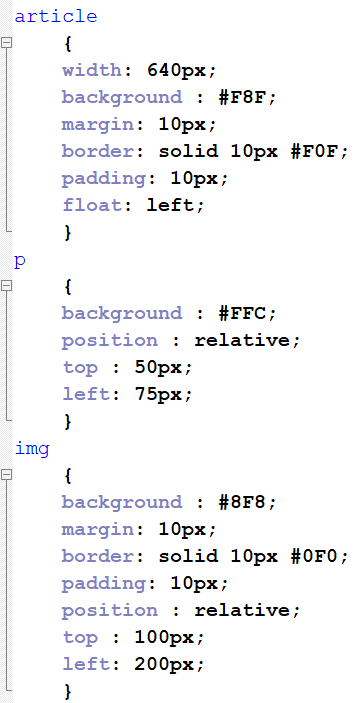 article
{
width: 640px;
background : #F8F;
margin: 10px;
border: solid 10px #F0F;
padding: 10px;
float: left;
}
p
{
background : #FFC;
position : relative;
top : 50px;
left: 75px;
}
img
{
background : #8F8;
margin: 10px;
border: solid 10px #0F0;
padding: 10px;
position : relative;
top : 100px;
left: 200px;
}